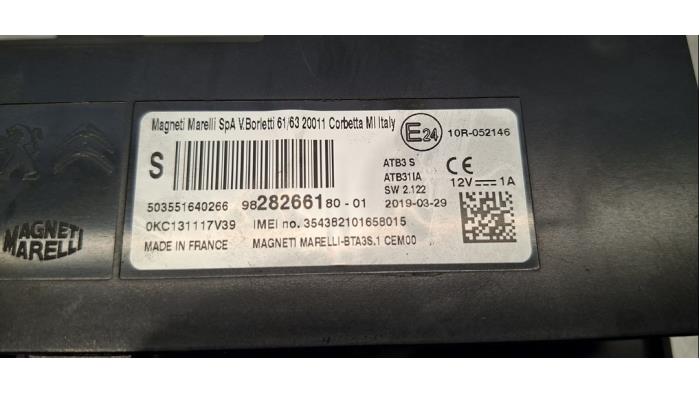 Magneti Marelli SpA V.Borletti 61/63 20011 Corbetta MI Italy
E24
10R-052146
S
ATB3 S
CE
ATB311A
SW 2.122
12V 1A
503551640266
9828266180-01
2019-03-29
0KC131117V39
IMEI no. 354382101658015
MADE IN FRANCE
MAGNETI MARELLI-BTA3S.1 CEM00
MAGNETI
MARELLI